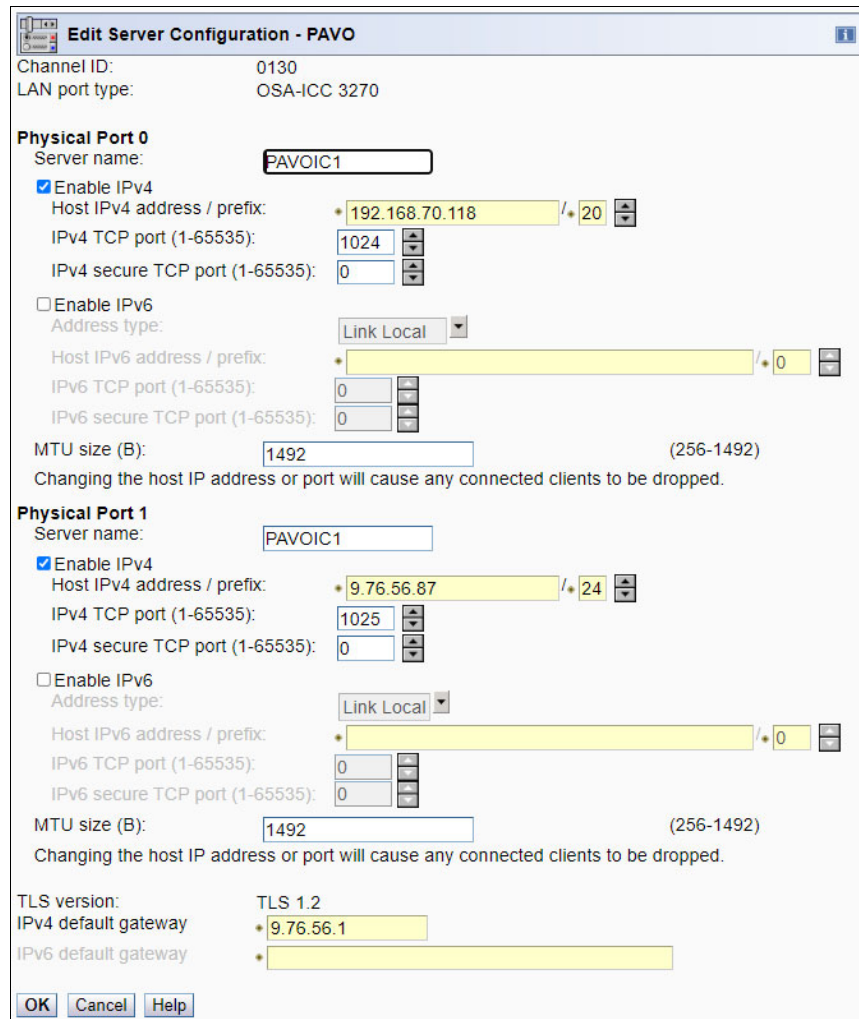 Edit Server Configuration - PAVO
i
Channel ID: 0130
LAN port type: OSA-ICC 3270
Physical Port 0
Server name: PAVOIC1
Enable IPv4
Host IPv4 address / prefix: 192.168.70.118 / 20
IPv4 TCP port (1-65535): 1024
IPv4 secure TCP port (1-65535): 0
Enable IPv6
Address type: Link Local
Host IPv6 address / prefix: / 0
IPv6 TCP port (1-65535): 0
IPv6 secure TCP port (1-65535): 0
MTU size (B): 1492 (256-1492)
Changing the host IP address or port will cause any connected clients to be dropped.
Physical Port 1
Server name: PAVOIC1
Enable IPv4
Host IPv4 address / prefix: 9.76.56.87 / 24
IPv4 TCP port (1-65535): 1025
IPv4 secure TCP port (1-65535): 0
Enable IPv6
Address type: Link Local
Host IPv6 address / prefix: / 0
IPv6 TCP port (1-65535): 0
IPv6 secure TCP port (1-65535): 0
MTU size (B): 1492 (256-1492)
Changing the host IP address or port will cause any connected clients to be dropped.
TLS version: TLS 1.2
IPv4 default gateway 9.76.56.1
IPv6 default gateway
OK Cancel Help